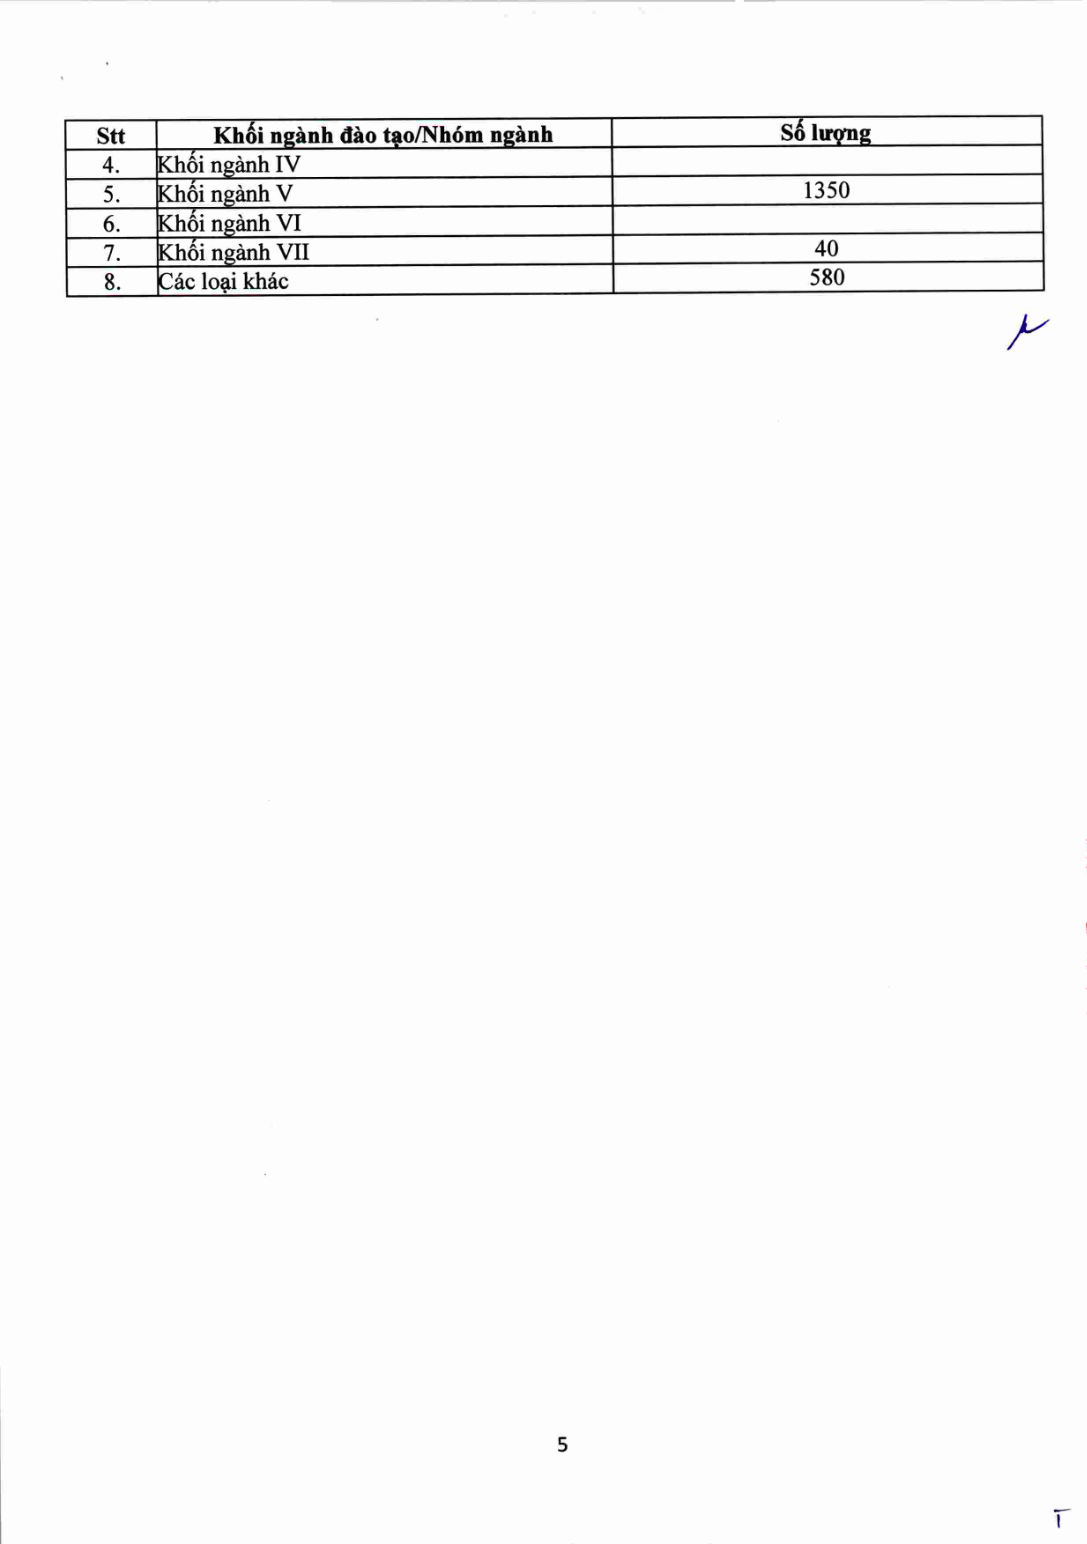 Stt Khối ngành đào tạo/Nhóm ngành Số lượng
4. Khối ngành IV
5. Khối ngành V 1350
6. Khối ngành VI
7. Khối ngành VII 40
8. Các loại khác 580
5